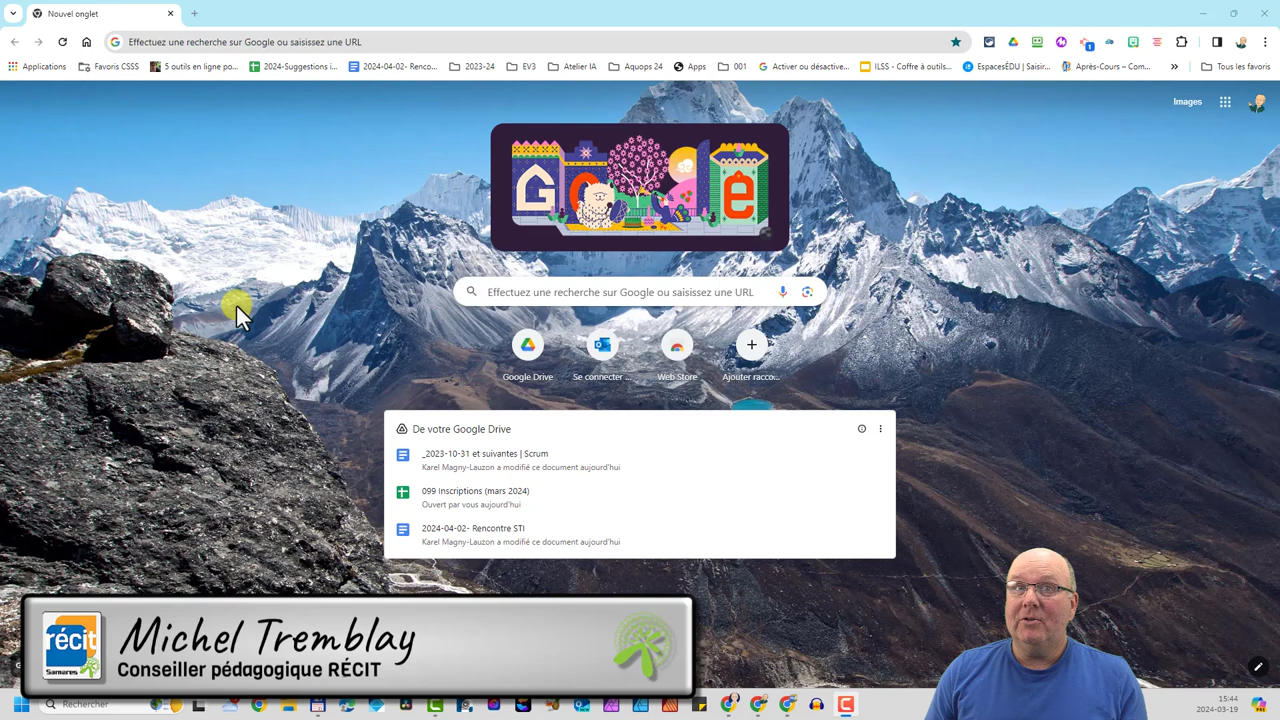 Nouvel onglet
Effectuez une recherche sur Google ou saisissez une URL
Applications
Favoris CSSS
5 outils en ligne po...
2024-Suggestions i...
2024-04-02- Renco...
2023-24
EV3
Atelier IA
Aquops 24
Apps
001
Activer ou désactive...
ILSS - Coffre à outils...
EspacesÉDU | Saisir...
Après-Cours – Com...
Tous les favoris
Images
Effectuez une recherche sur Google ou saisissez une URL
Google Drive
Se connecter ...
Web Store
Ajouter racco...
De votre Google Drive
_2023-10-31 et suivantes | Scrum
Karel Magny-Lauzon a modifié ce document aujourd'hui
099 Inscriptions (mars 2024)
Ouvert par vous aujourd'hui
2024-04-02- Rencontre STI
Karel Magny-Lauzon a modifié ce document aujourd'hui
récit
Samares
Michel Tremblay
Conseiller pédagogique RÉCIT
Rechercher
15:44
2024-03-19